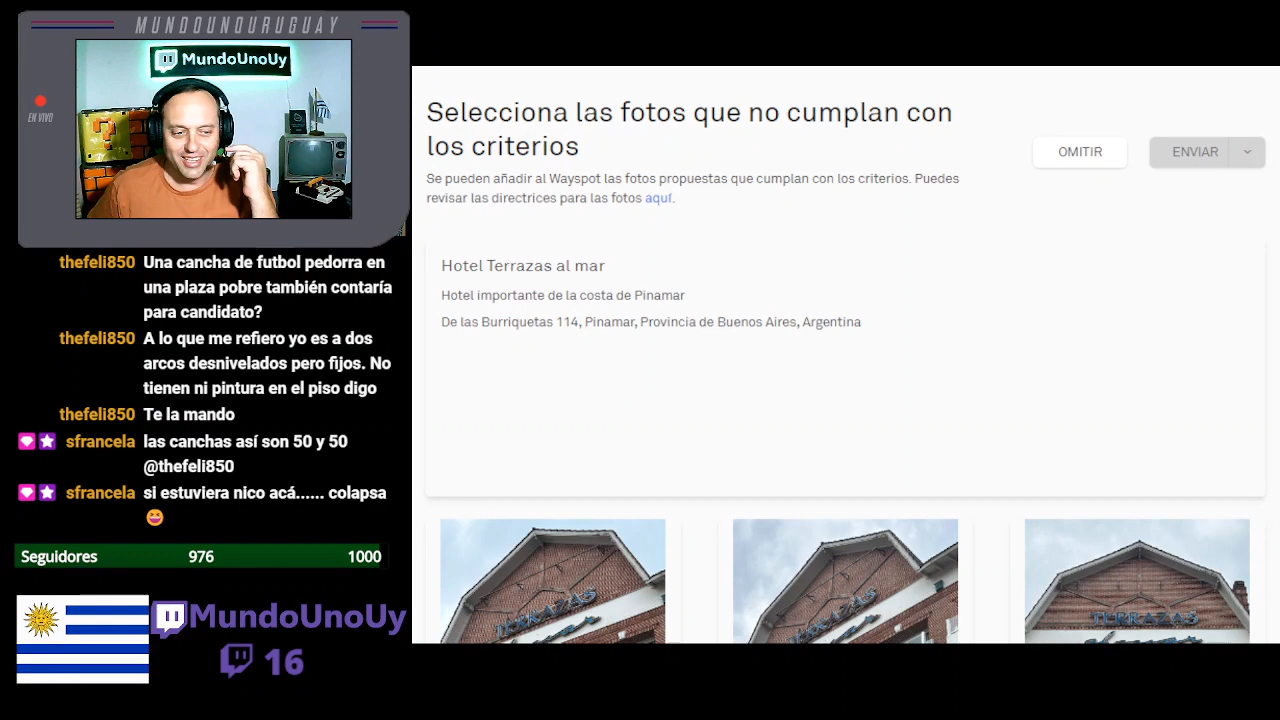 MUNDOUNOURUGUAY
MundoUnoUy
EN VIVO
thefeli850 Una cancha de futbol pedorra en
una plaza pobre también contaría
para candidato?
thefeli850 A lo que me refiero yo es a dos
arcos desnivelados pero fijos. No
tienen ni pintura en el piso digo
thefeli850 Te la mando
sfrancela las canchas así son 50 y 50
@thefeli850
sfrancela si estuviera nico acá...... colapsa
😆
Seguidores 976 1000
MundoUnoUy
16
Selecciona las fotos que no cumplan con
los criterios
OMITIR
ENVIAR
Se pueden añadir al Wayspot las fotos propuestas que cumplan con los criterios. Puedes
revisar las directrices para las fotos aquí.
Hotel Terrazas al mar
Hotel importante de la costa de Pinamar
De las Burriquetas 114, Pinamar, Provincia de Buenos Aires, Argentina
TERRAZAS
TERRAZAS
TERRAZAS